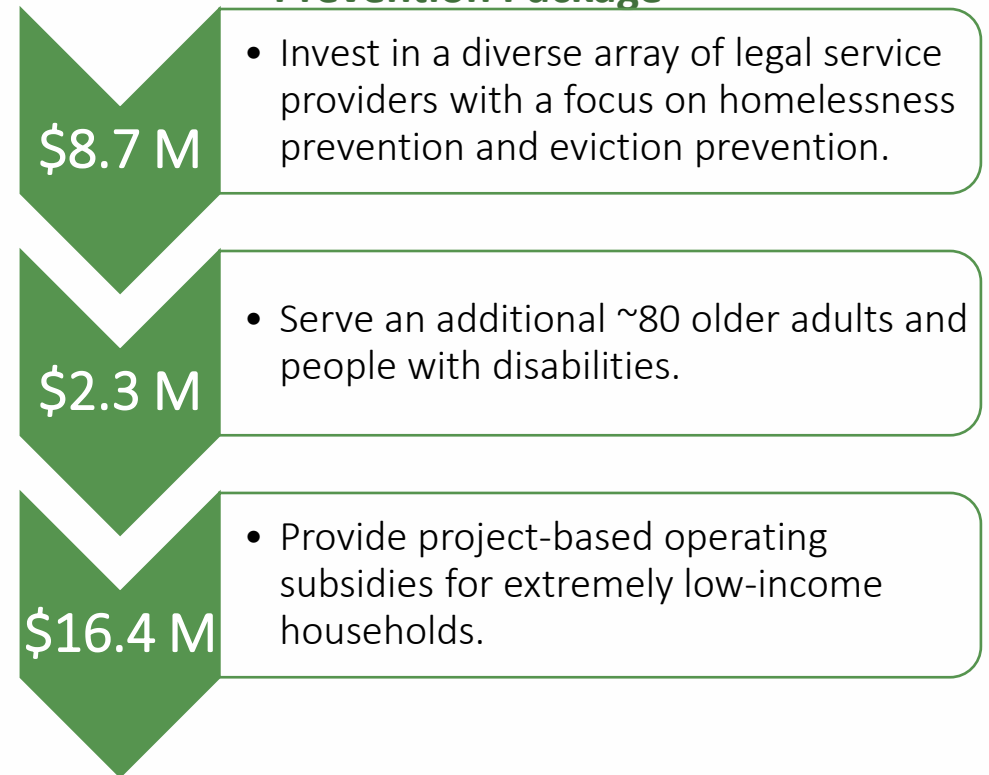 Prevention Package
$8.7 M
• Invest in a diverse array of legal service
providers with a focus on homelessness
prevention and eviction prevention.
$2.3 M
• Serve an additional ~80 older adults and
people with disabilities.
$16.4 M
• Provide project-based operating
subsidies for extremely low-income
households.